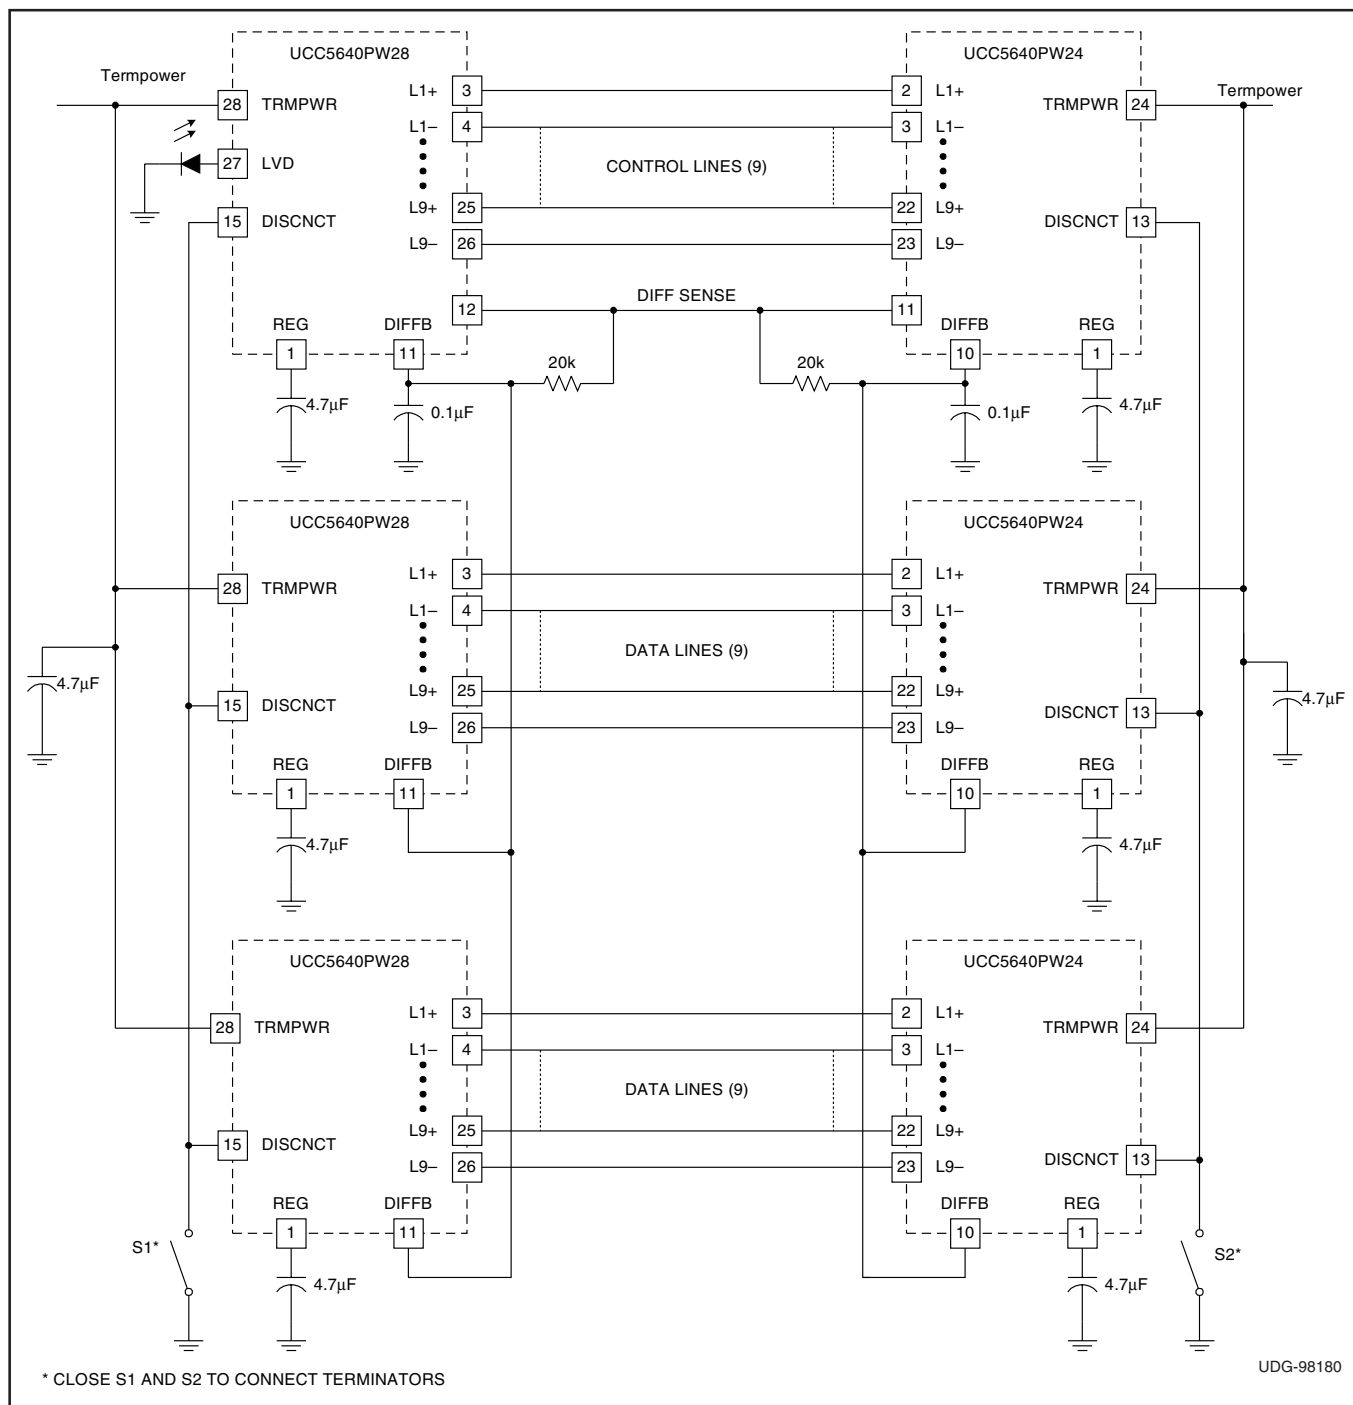 UCC5640PW28
UCC5640PW24
Termpower
Termpower
28 TRMPWR
L1+ 3
2 L1+
TRMPWR 24
L1– 4
3 L1–
27 LVD
CONTROL LINES (9)
L9+ 25
22 L9+
15 DISCNCT
DISCNCT 13
L9– 26
23 L9–
12
DIFF SENSE
11
REG
DIFFB
DIFFB
REG
1
11
10
1
20k
20k
4.7µF
0.1µF
0.1µF
4.7µF
UCC5640PW28
UCC5640PW24
L1+ 3
2 L1+
28 TRMPWR
TRMPWR 24
L1– 4
3 L1–
DATA LINES (9)
4.7µF
L9+ 25
22 L9+
4.7µF
15 DISCNCT
DISCNCT 13
L9– 26
23 L9–
REG
DIFFB
DIFFB
REG
1
11
10
1
4.7µF
4.7µF
UCC5640PW28
UCC5640PW24
L1+ 3
2 L1+
28 TRMPWR
TRMPWR 24
L1– 4
3 L1–
DATA LINES (9)
L9+ 25
22 L9+
15 DISCNCT
DISCNCT 13
L9– 26
23 L9–
REG
DIFFB
DIFFB
REG
1
11
10
1
S1*
S2*
4.7µF
4.7µF
UDG-98180
* CLOSE S1 AND S2 TO CONNECT TERMINATORS